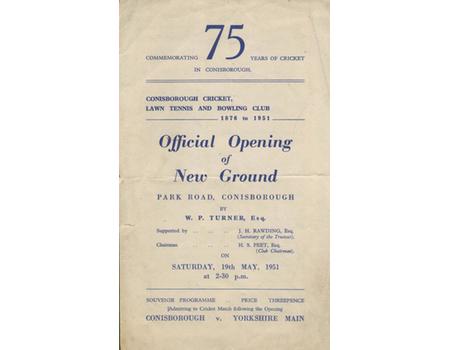 COMMEMORATING 75 YEARS OF CRICKET
IN CONISBOROUGH.
CONISBOROUGH CRICKET,
LAWN TENNIS AND BOWLING CLUB
1876 to 1951
Official Opening
of
New Ground
PARK ROAD, CONISBOROUGH
BY
W. P. TURNER, Esq.
Supported by .. .. .. J. H. RAWDING, Esq.
(Secretary of the Trustees).
Chairman .. .. .. H. S. PEET, Esq.
(Club Chairman).
ON
SATURDAY, 19th MAY, 1951
at 2-30 p.m.
SOUVENIR PROGRAMME .. PRICE THREEPENCE
Admitting to Cricket Match following the Opening
CONISBOROUGH v. YORKSHIRE MAIN